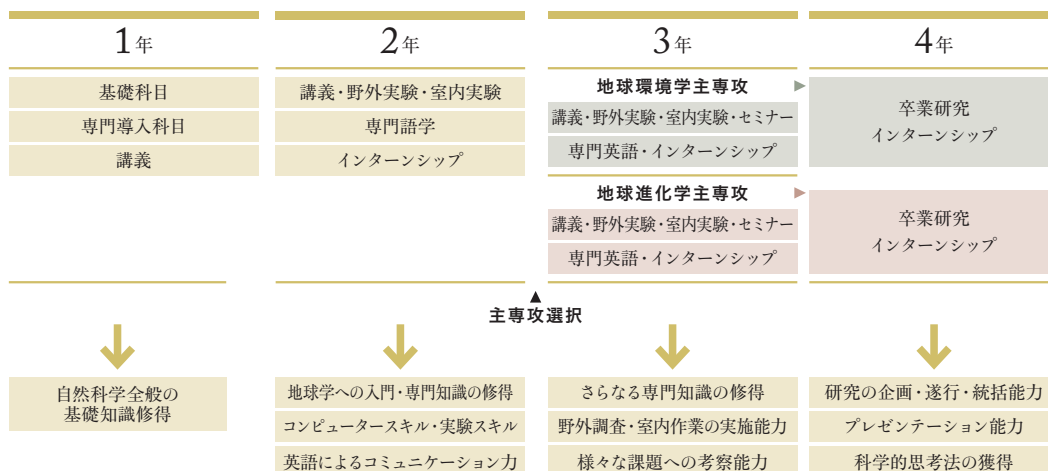 1年
基礎科目
専門導入科目
講義
2年
講義・野外実験・室内実験
専門語学
インターンシップ
3年
地球環境学主専攻
講義・野外実験・室内実験・セミナー
専門英語・インターンシップ
地球進化学主専攻
講義・野外実験・室内実験・セミナー
専門英語・インターンシップ
4年
卒業研究
インターンシップ
卒業研究
インターンシップ
主専攻選択
自然科学全般の
基礎知識修得
地球学への入門・専門知識の修得
コンピュータースキル・実験スキル
英語によるコミュニケーション力
さらなる専門知識の修得
野外調査・室内作業の実施能力
様々な課題への考察能力
研究の企画・遂行・統括能力
プレゼンテーション能力
科学的思考法の獲得